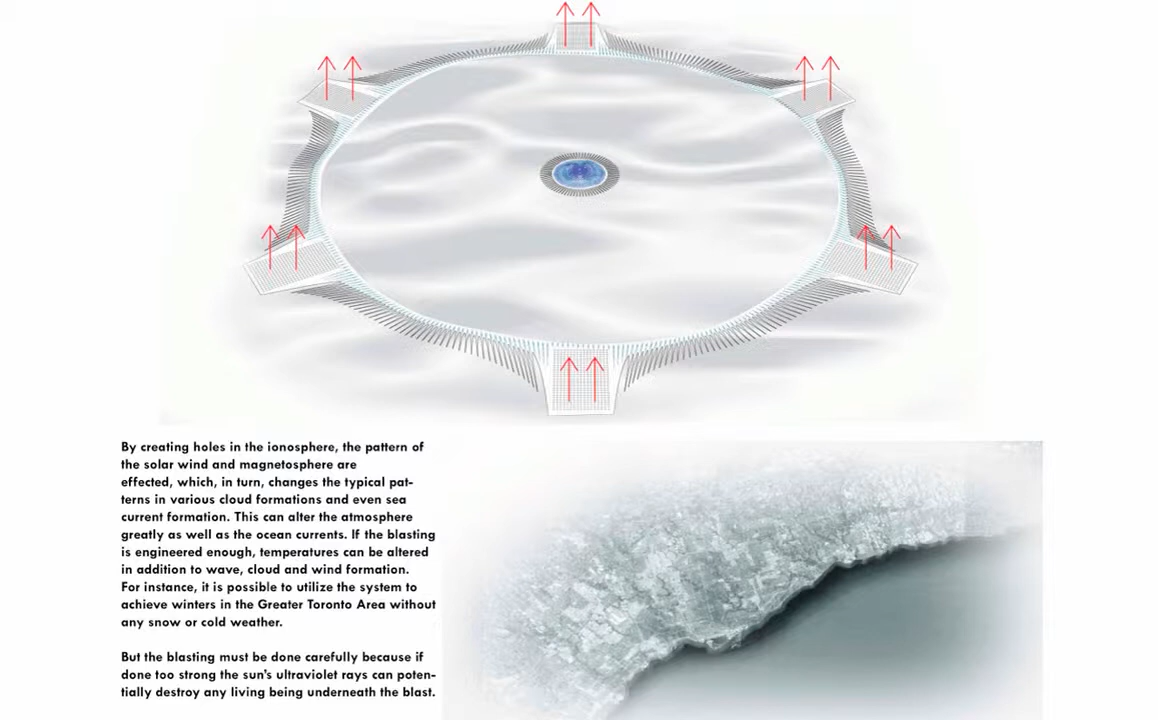 By creating holes in the ionosphere, the pattern of
the solar wind and magnetosphere are
effected, which, in turn, changes the typical pat-
terns in various cloud formations and even sea
current formation. This can alter the atmosphere
greatly as well as the ocean currents. If the blasting
is engineered enough, temperatures can be altered
in addition to wave, cloud and wind formation.
For instance, it is possible to utilize the system to
achieve winters in the Greater Toronto Area without
any snow or cold weather.
But the blasting must be done carefully because if
done too strong the sun's ultraviolet rays can poten-
tially destroy any living being underneath the blast.